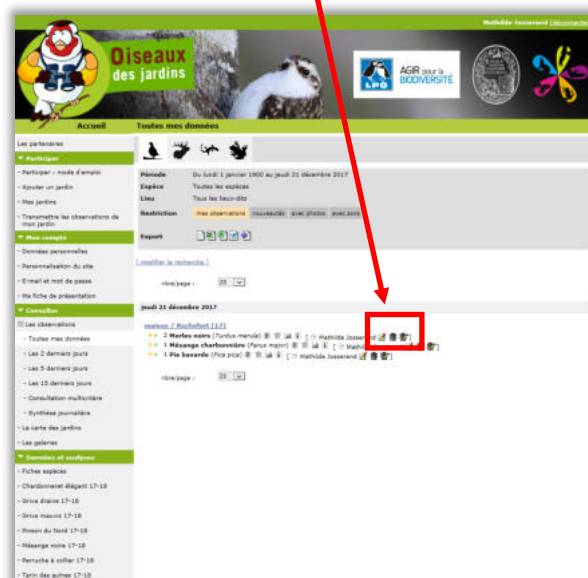 Mathilde Josserand [déconnecter]
Oiseaux
des jardins
LPO
AGIR pour la
BIODIVERSITÉ
Accueil
Toutes mes données
Les partenaires
Participer
- Participer : mode d'emploi
- Ajouter un jardin
- Mes jardins
- Transmettre les observations de
mon jardin
Mon compte
- Données personnelles
- Personnalisation du site
- E-mail et mot de passe
- Ma fiche de présentation
Consulter
Les observations
- Toutes mes données
- Les 2 derniers jours
- Les 5 derniers jours
- Les 15 derniers jours
- Consultation multicritère
- Synthèse journalière
- La carte des jardins
- Les galeries
Données et analyses
- Fiches espèces
- Chardonneret élégant 17-18
- Grive draine 17-18
- Grive mauvis 17-18
- Pinson du Nord 17-18
- Mésange noire 17-18
- Perruche à collier 17-18
- Tarin des aulnes 17-18
Période Du lundi 1 janvier 1900 au jeudi 21 décembre 2017
Espèce Toutes les espèces
Lieu Tous les lieux-dits
Restriction mes observations nouveautés avec photos avec sons
Export
[ modifier la recherche ]
nbre/page : 20
jeudi 21 décembre 2017
maison / Rochefort (17)
2 Merles noirs (Turdus merula) [ Mathilde Josserand ]
1 Mésange charbonnière (Parus major) [ Mathil ]
1 Pie bavarde (Pica pica) [ Mathilde Josserand ]
nbre/page : 20